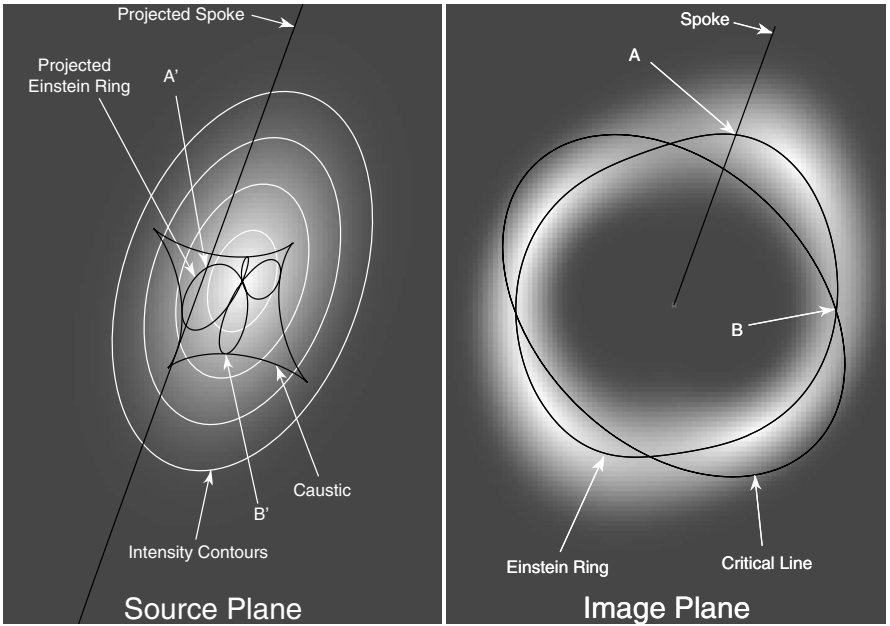 Projected Spoke
Projected
Einstein Ring
A'
B'
Caustic
Intensity Contours
Source Plane
Spoke
A
B
Einstein Ring
Critical Line
Image Plane